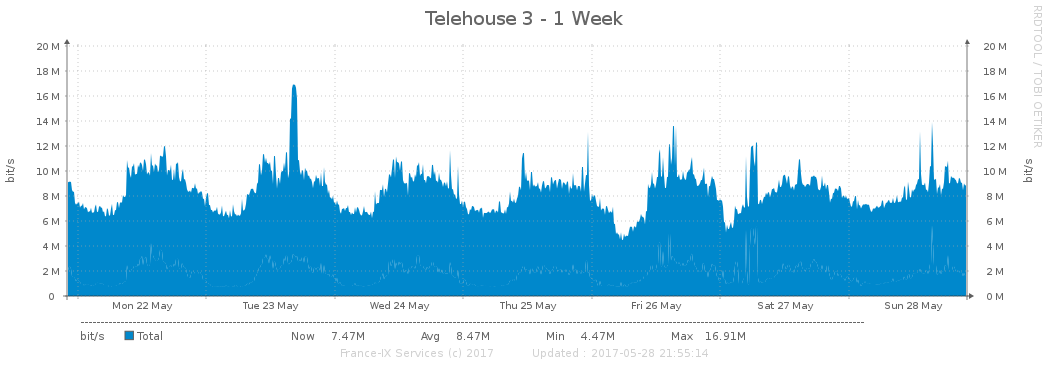 Telehouse 3 - 1 Week
RRDTOOL / TOBI OETIKER
bit/s
bit/s
20 M 20 M
18 M 18 M
16 M 16 M
14 M 14 M
12 M 12 M
10 M 10 M
8 M 8 M
6 M 6 M
4 M 4 M
2 M 2 M
0 0 M
Mon 22 May Tue 23 May Wed 24 May Thu 25 May Fri 26 May Sat 27 May Sun 28 May
bit/s Total Now 7.47M Avg 8.47M Min 4.47M Max 16.91M
France-IX Services (c) 2017 Updated : 2017-05-28 21:55:14